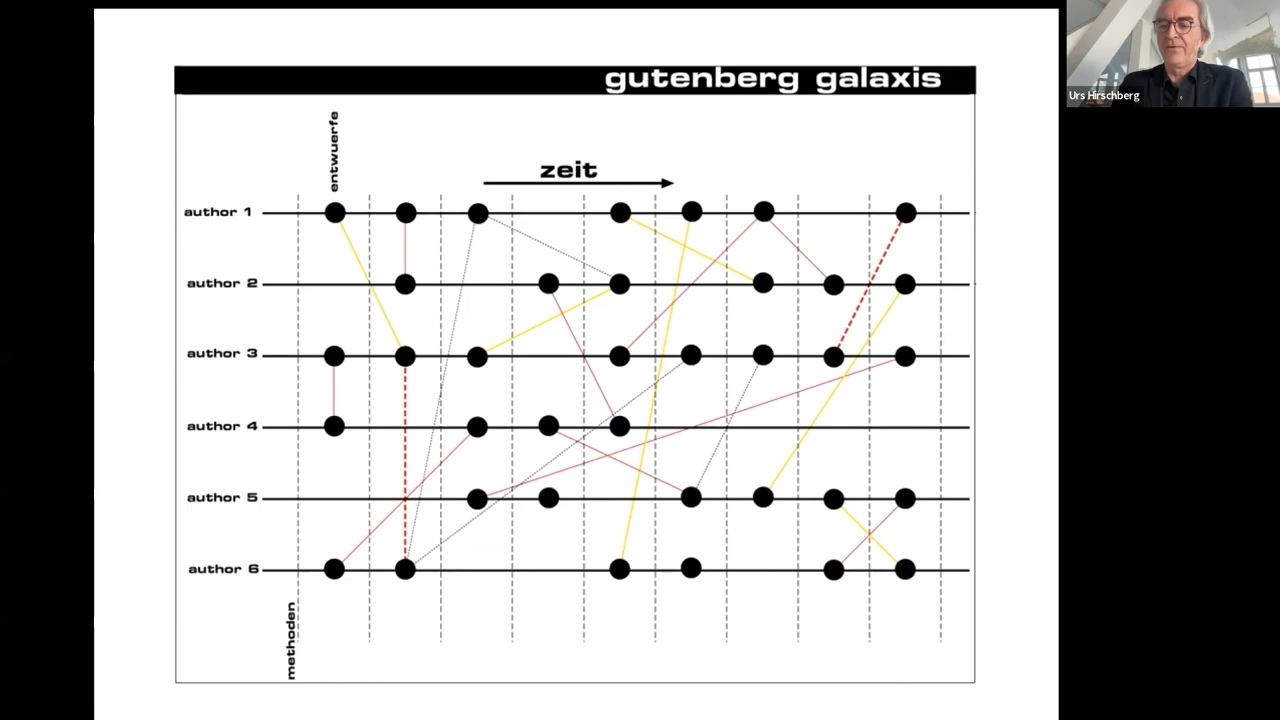 gutenberg galaxis
Urs Hirschberg
entwuerfe
zeit
author 1
author 2
author 3
author 4
author 5
author 6
methoden